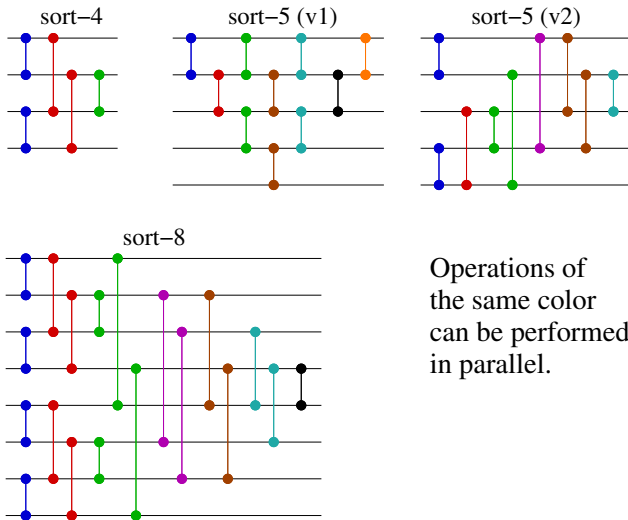 sort−4
sort−5 (v1)
sort−5 (v2)
sort−8
Operations of
the same color
can be performed
in parallel.